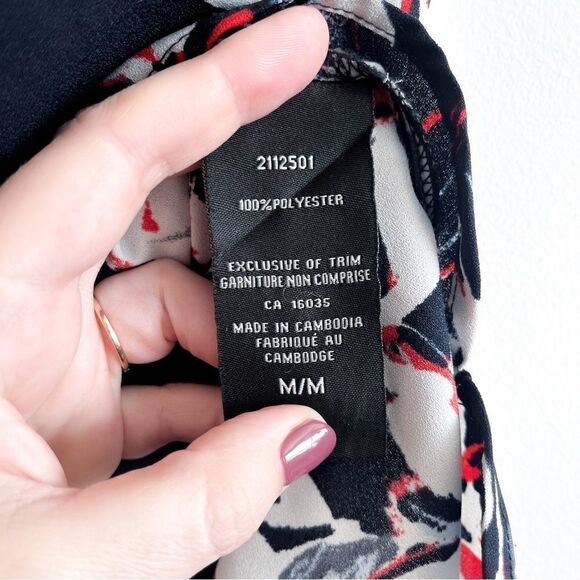 2112501
100%POLYESTER
EXCLUSIVE OF TRIM
GARNITURE NON COMPRISE
CA 16035
MADE IN CAMBODIA
FABRIQUÉ AU
CAMBODGE
M/M